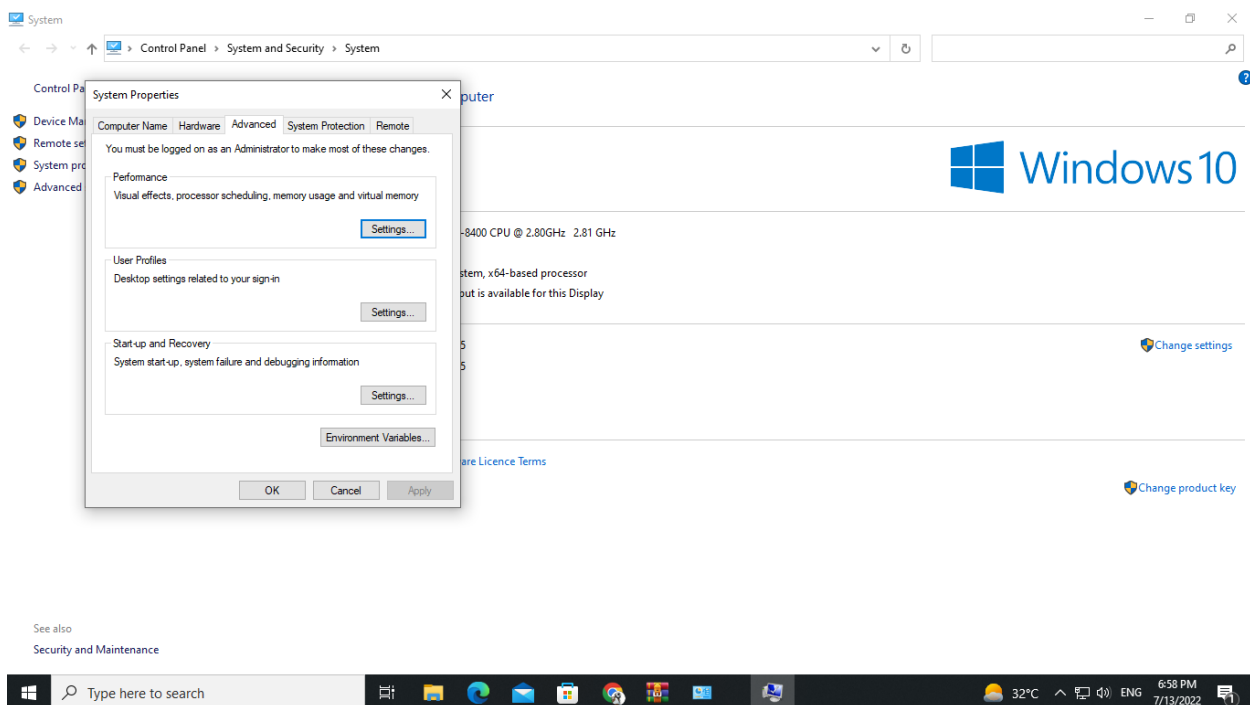 System
Control Panel › System and Security › System
Control Pa
Device Ma
Remote se
System pro
Advanced
System Properties
Computer Name Hardware Advanced System Protection Remote
You must be logged on as an Administrator to make most of these changes.
Performance
Visual effects, processor scheduling, memory usage and virtual memory
Settings...
User Profiles
Desktop settings related to your sign-in
Settings...
Start-up and Recovery
System start-up, system failure and debugging information
Settings...
Environment Variables...
OK Cancel Apply
puter
Windows 10
-8400 CPU @ 2.80GHz 2.81 GHz
stem, x64-based processor
out is available for this Display
5
Change settings
5
are Licence Terms
Change product key
See also
Security and Maintenance
Type here to search
32°C ENG 6:58 PM
7/13/2022
1